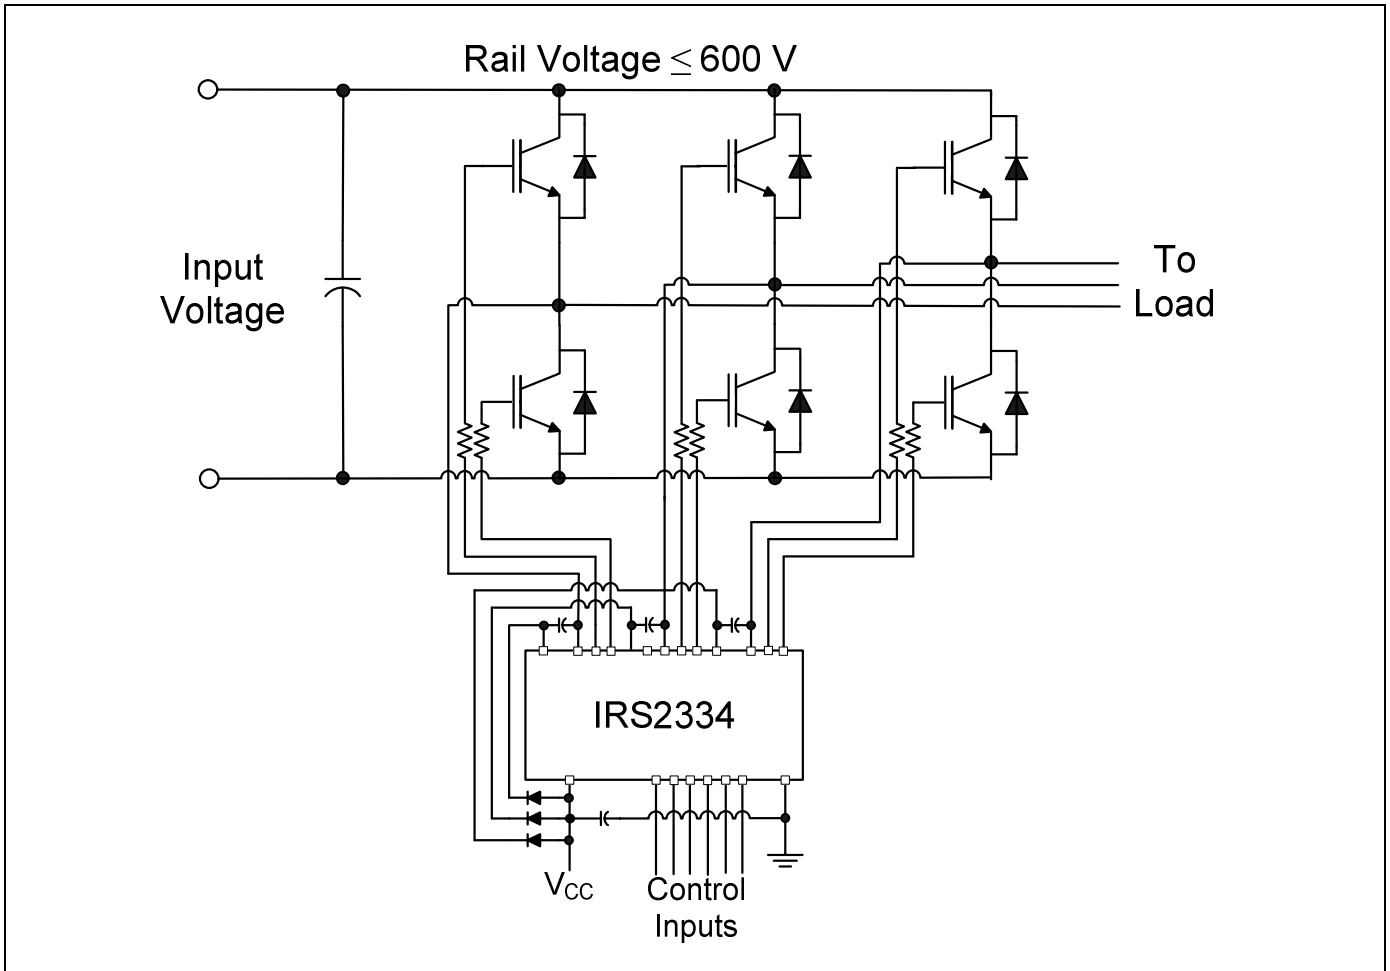 Rail Voltage ≤ 600 V
Input
Voltage
To
Load
IRS2334
VCC
Control
Inputs